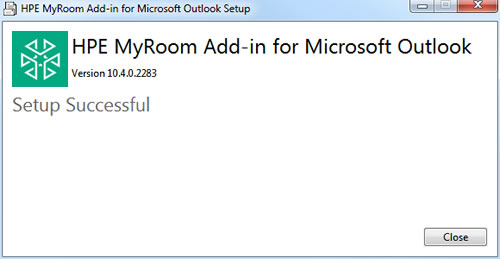 HPE MyRoom Add-in for Microsoft Outlook Setup
HPE MyRoom Add-in for Microsoft Outlook
Version 10.4.0.2283
Setup Successful
Close